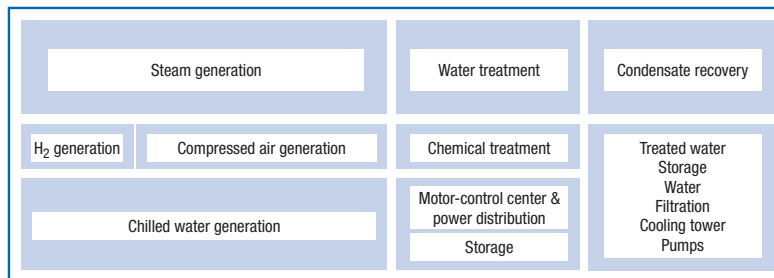 Steam generation
Water treatment
Condensate recovery
H₂ generation
Compressed air generation
Chemical treatment
Treated water
Storage
Water
Filtration
Cooling tower
Pumps
Chilled water generation
Motor-control center &
power distribution
Storage